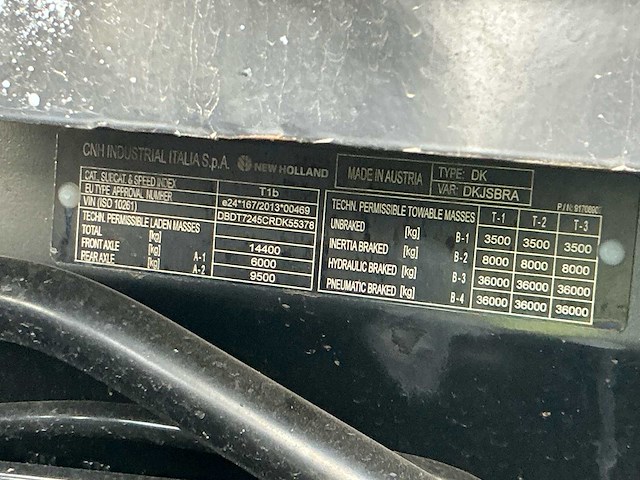 CNH INDUSTRIAL ITALIA S.p.A. NEW HOLLAND
CAT. SUBCAT. & SPEED INDEX T1b
EU TYPE APPROVAL NUMBER e24*167/2013*00469
VIN (ISO 10261) DBDT7245CRDK55378
TECHN. PERMISSIBLE LADEN MASSES
TOTAL [kg] 14400
FRONT AXLE [kg] A-1 6000
REAR AXLE [kg] A-2 9500
MADE IN AUSTRIA TYPE: DK
VAR: DKJSBRA
P/N:
TECHN. PERMISSIBLE TOWABLE MASSES T-1 T-2 T-3
UNBRAKED [kg] B-1 3500 3500 3500
INERTIA BRAKED [kg] B-2 8000 8000 8000
HYDRAULIC BRAKED [kg] B-3 36000 36000 36000
PNEUMATIC BRAKED [kg] B-4 36000 36000 36000